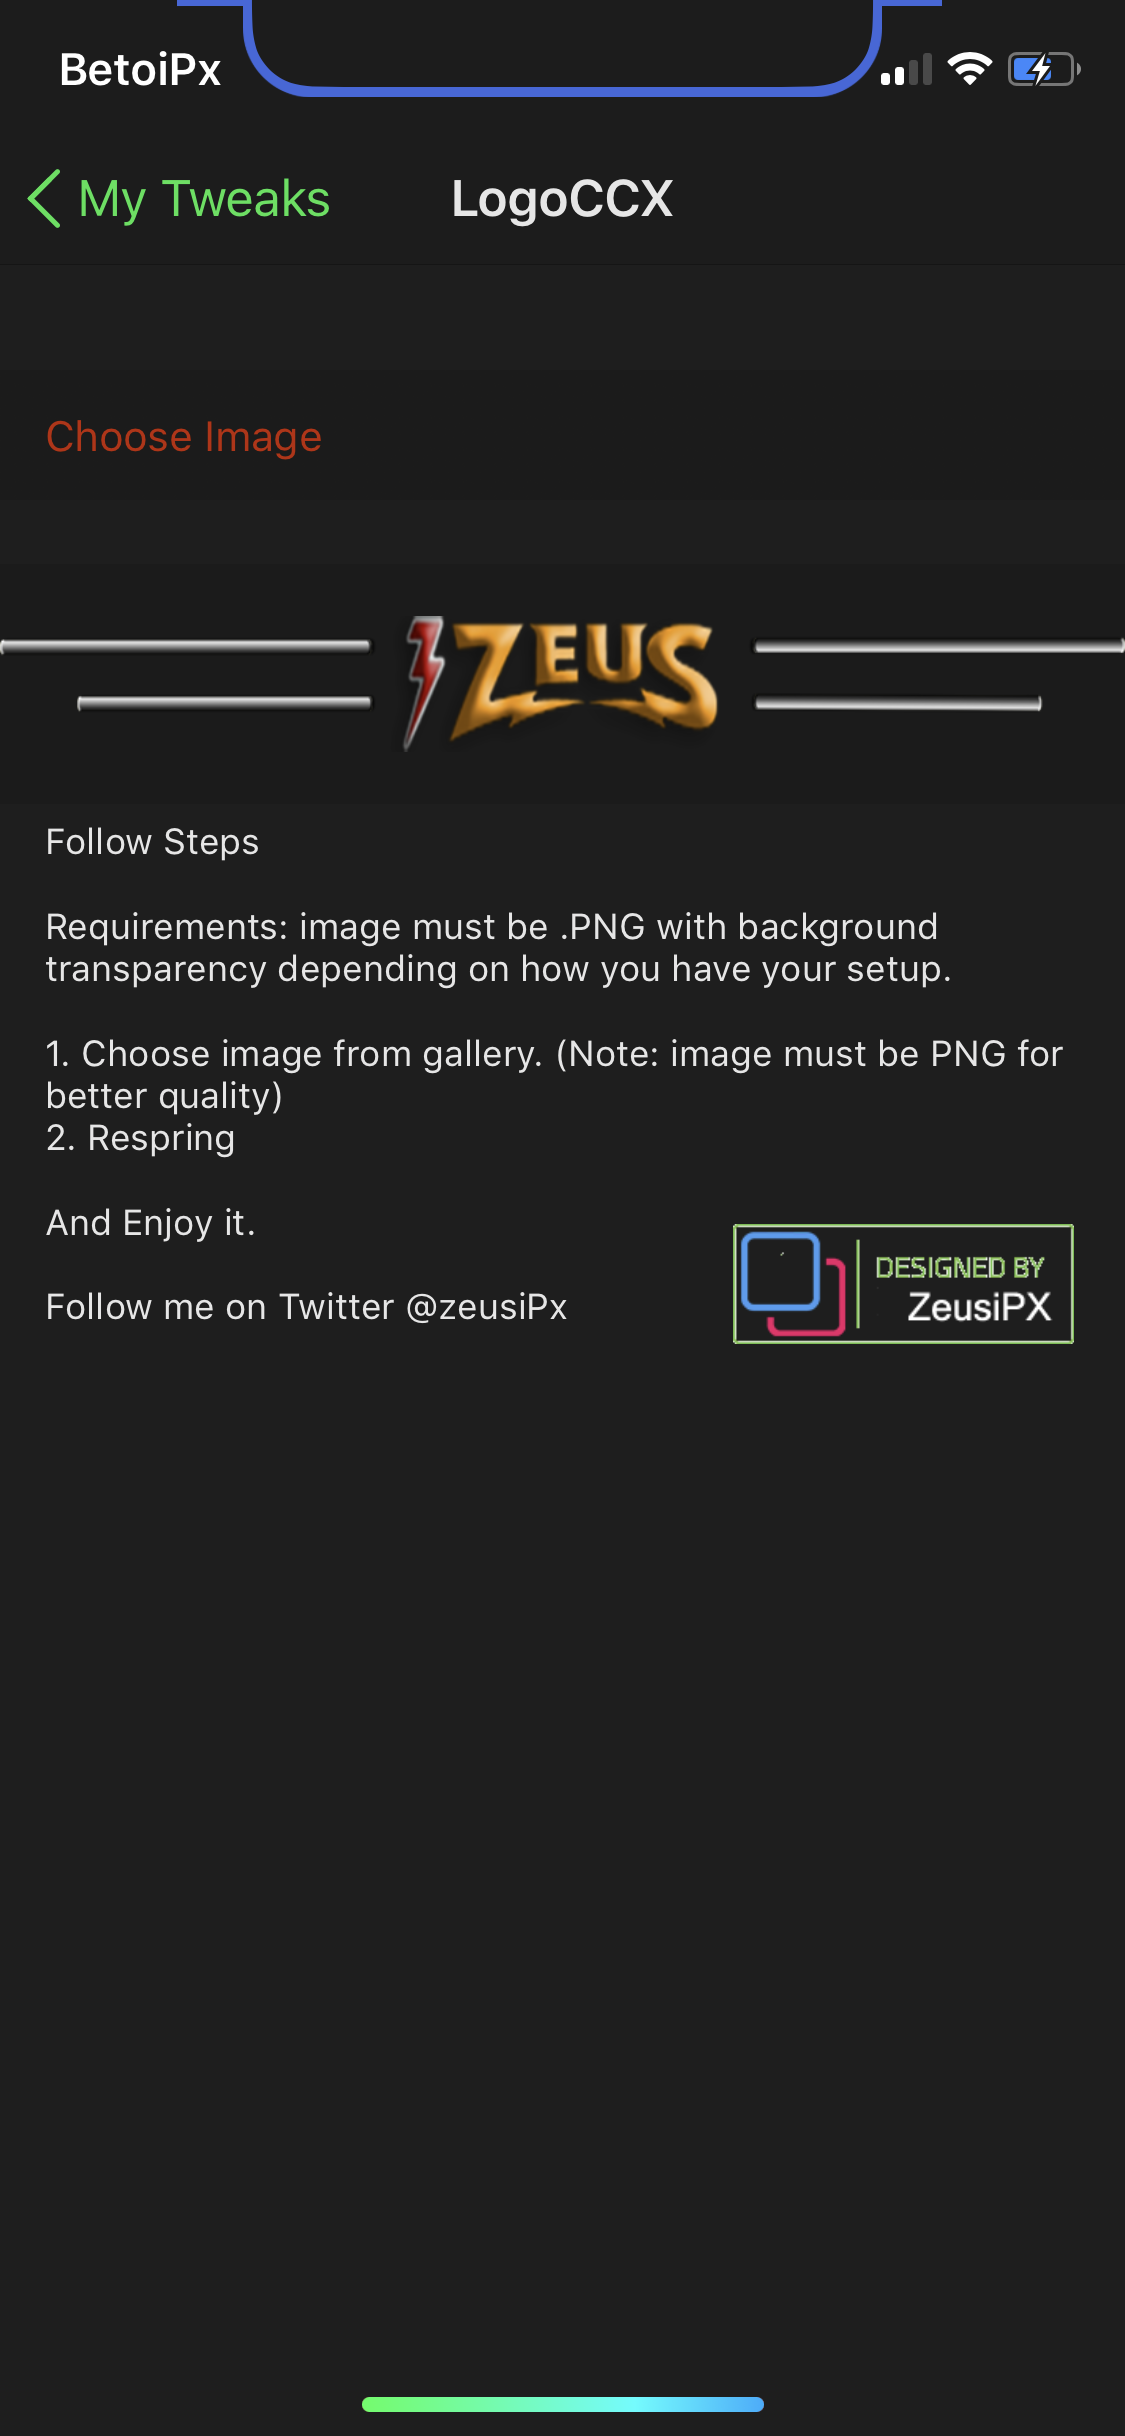 BetoiPx
My Tweaks
LogoCCX
Choose Image
ZEUS
Follow Steps
Requirements: image must be .PNG with background
transparency depending on how you have your setup.
1. Choose image from gallery. (Note: image must be PNG for
better quality)
2. Respring
And Enjoy it.
Follow me on Twitter @zeusiPx
DESIGNED BY
ZeusiPX